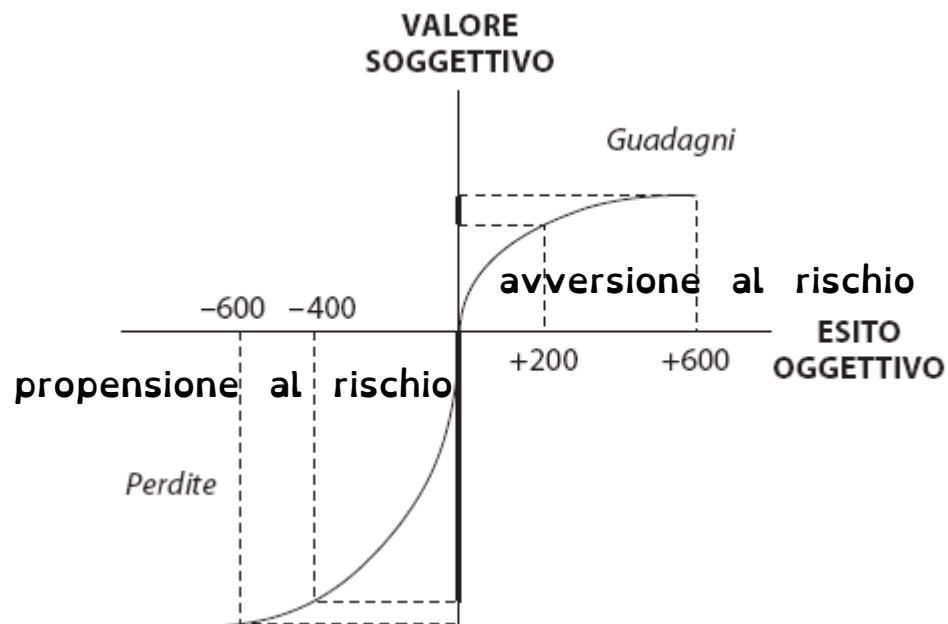 VALORE
SOGGETTIVO
Guadagni
avversione al rischio
−600 −400
ESITO
OGGETTIVO
+200 +600
propensione al rischio
Perdite